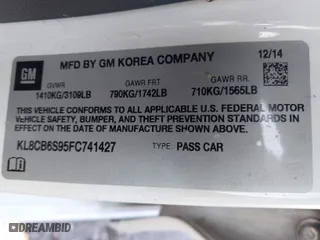 MFD BY GM KOREA COMPANY
12/14
GM
GVWR
GAWR FRT
GAWR RR.
1410KG/3109LB
790KG/1742LB
710KG/1565LB
THIS VEHICLE CONFORMS TO ALL APPLICABLE U.S. FEDERAL MOTOR
VEHICLE SAFETY, BUMPER, AND THEFT PREVENTION STANDARDS
IN EFFECT ON THE DATE OF MANUFACTURE SHOWN ABOVE.
KL8CB6S95FC741427
TYPE: PASS CAR